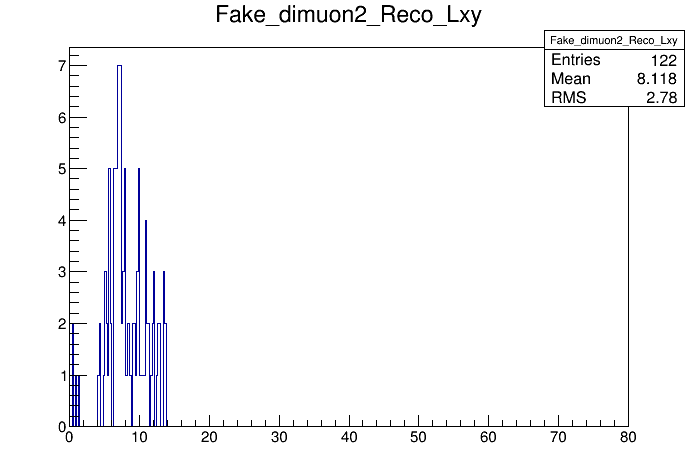 Fake_dimuon2_Reco_Lxy
Fake_dimuon2_Reco_Lxy
Entries 122
Mean 8.118
RMS 2.78
7
6
5
4
3
2
1
0
0 10 20 30 40 50 60 70 80